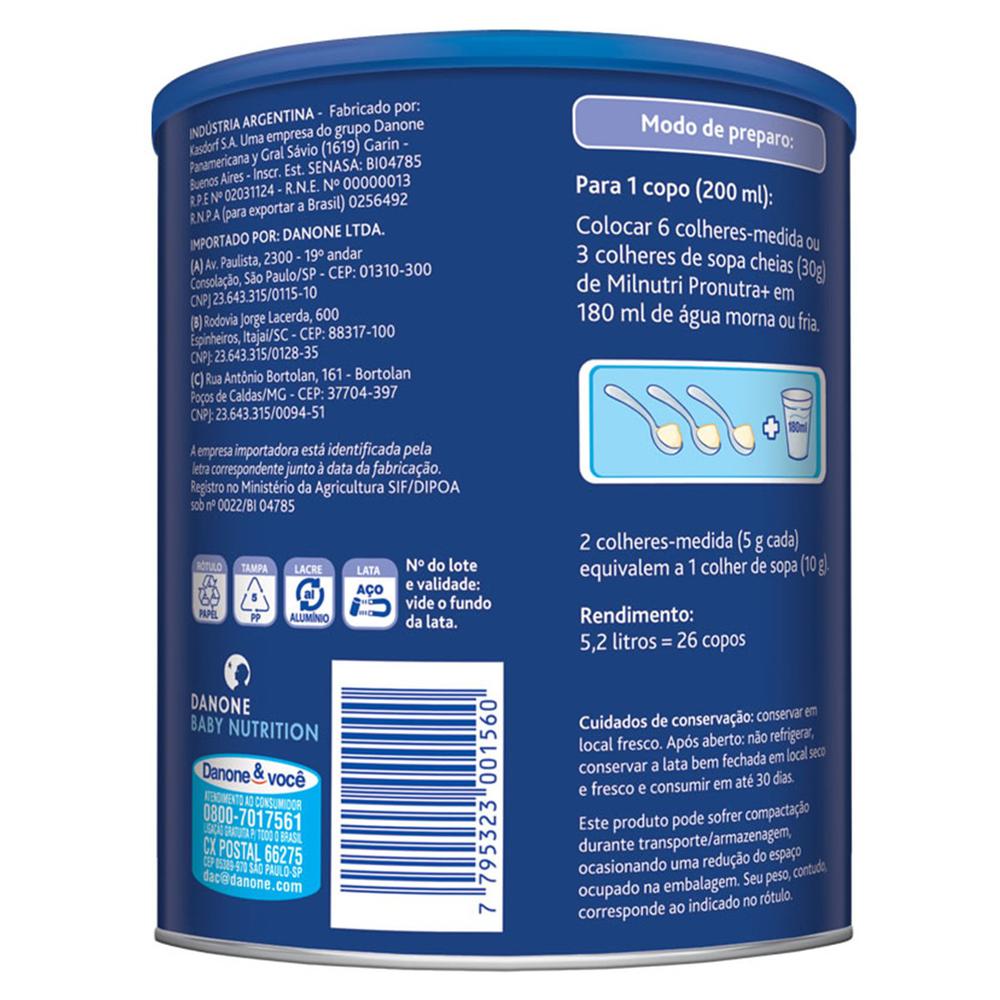 INDÚSTRIA ARGENTINA - Fabricado por:
Kasdorf S.A. Uma empresa do grupo Danone
Panamericana y Gral Sávio (1619) Garin -
Buenos Aires - Inscr. Est. SENASA: BI04785
R.P.E Nº 02031124 - R.N.E. Nº 00000013
R.N.P.A (para exportar a Brasil) 0256492
IMPORTADO POR: DANONE LTDA.
(A) Av. Paulista, 2300 - 19º andar
Consolação, São Paulo/SP - CEP: 01310-300
CNPJ 23.643.315/0115-10
(B) Rodovia Jorge Lacerda, 600
Espinheiros, Itajaí/SC - CEP: 88317-100
CNPJ: 23.643.315/0128-35
(C) Rua Antônio Bortolan, 161 - Bortolan
Poços de Caldas/MG - CEP: 37704-397
CNPJ: 23.643.315/0094-51
A empresa importadora está identificada pela
letra correspondente junto à data da fabricação.
Registro no Ministério da Agricultura SIF/DIPOA
sob nº 0022/BI 04785
RÓTULO
PAPEL
TAMPA
5
PP
LACRE
al
ALUMÍNIO
LATA
AÇO
Nº do lote
e validade:
vide o fundo
da lata.
DANONE
BABY NUTRITION
Danone & você
ATENDIMENTO AO CONSUMIDOR
0800-7017561
LIGAÇÃO GRATUITA P/ TODO O BRASIL
CX POSTAL 66275
CEP 05389-970 SÃO PAULO-SP
dac@danone.com
7 795323 001560
Modo de preparo:
Para 1 copo (200 ml):
Colocar 6 colheres-medida ou
3 colheres de sopa cheias (30g)
de Milnutri Pronutra+ em
180 ml de água morna ou fria.
180ml
2 colheres-medida (5 g cada)
equivalem a 1 colher de sopa (10 g).
Rendimento:
5,2 litros = 26 copos
Cuidados de conservação: conservar em
local fresco. Após aberto: não refrigerar,
conservar a lata bem fechada em local seco
e fresco e consumir em até 30 dias.
Este produto pode sofrer compactação
durante transporte/armazenagem,
ocasionando uma redução do espaço
ocupado na embalagem. Seu peso, contudo,
corresponde ao indicado no rótulo.